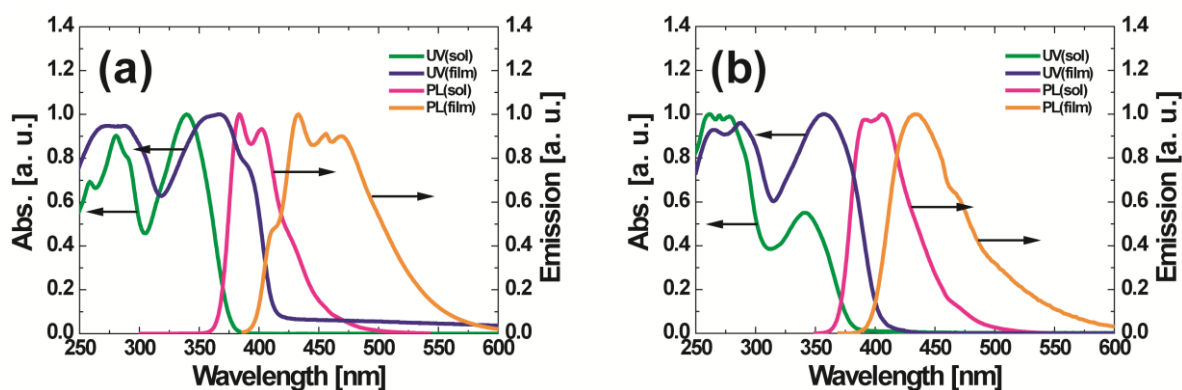 (a)
UV(sol)
UV(film)
PL(sol)
PL(film)
Abs. [a. u.]
1.4
1.2
1.0
0.8
0.6
0.4
0.2
0.0
Emission [a. u.]
1.4
1.2
1.0
0.8
0.6
0.4
0.2
0.0
250 300 350 400 450 500 550 600
Wavelength [nm]
(b)
UV(sol)
UV(film)
PL(sol)
PL(film)
Abs. [a. u.]
1.4
1.2
1.0
0.8
0.6
0.4
0.2
0.0
Emission [a. u.]
1.4
1.2
1.0
0.8
0.6
0.4
0.2
0.0
250 300 350 400 450 500 550 600
Wavelength [nm]